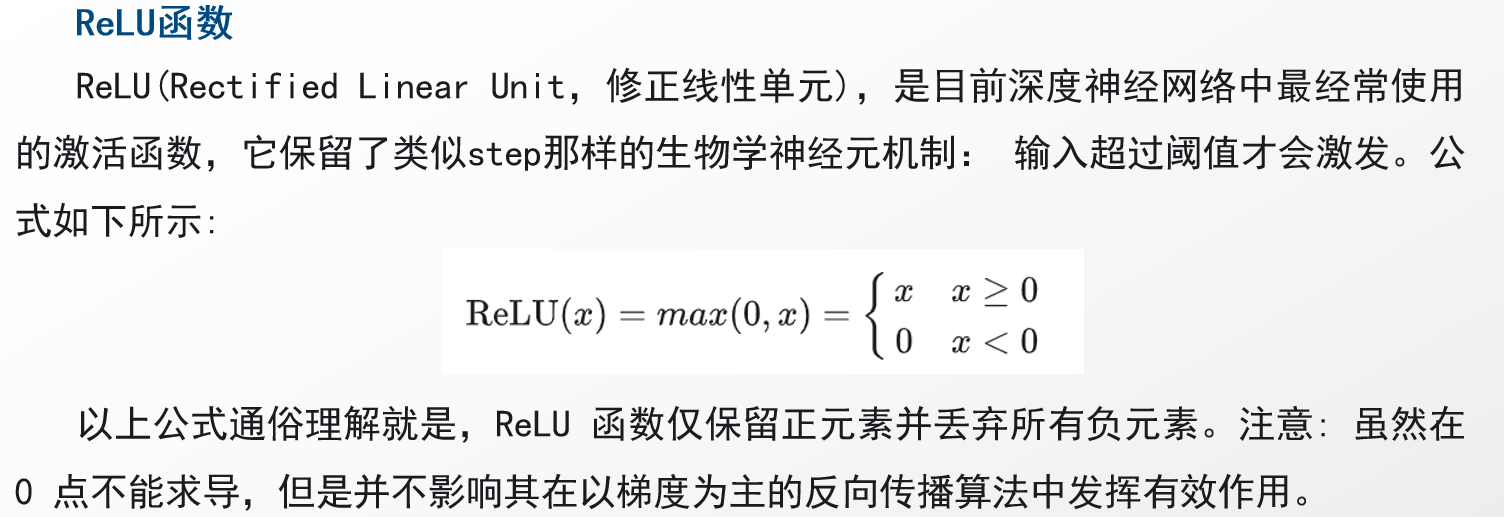 ReLU函数
ReLU(Rectified Linear Unit，修正线性单元)，是目前深度神经网络中最经常使用
的激活函数，它保留了类似step那样的生物学神经元机制： 输入超过阈值才会激发。公
式如下所示:
ReLU(x) = max(0, x) = { x  x ≥ 0
0  x < 0
以上公式通俗理解就是，ReLU 函数仅保留正元素并丢弃所有负元素。注意: 虽然在
0 点不能求导，但是并不影响其在以梯度为主的反向传播算法中发挥有效作用。